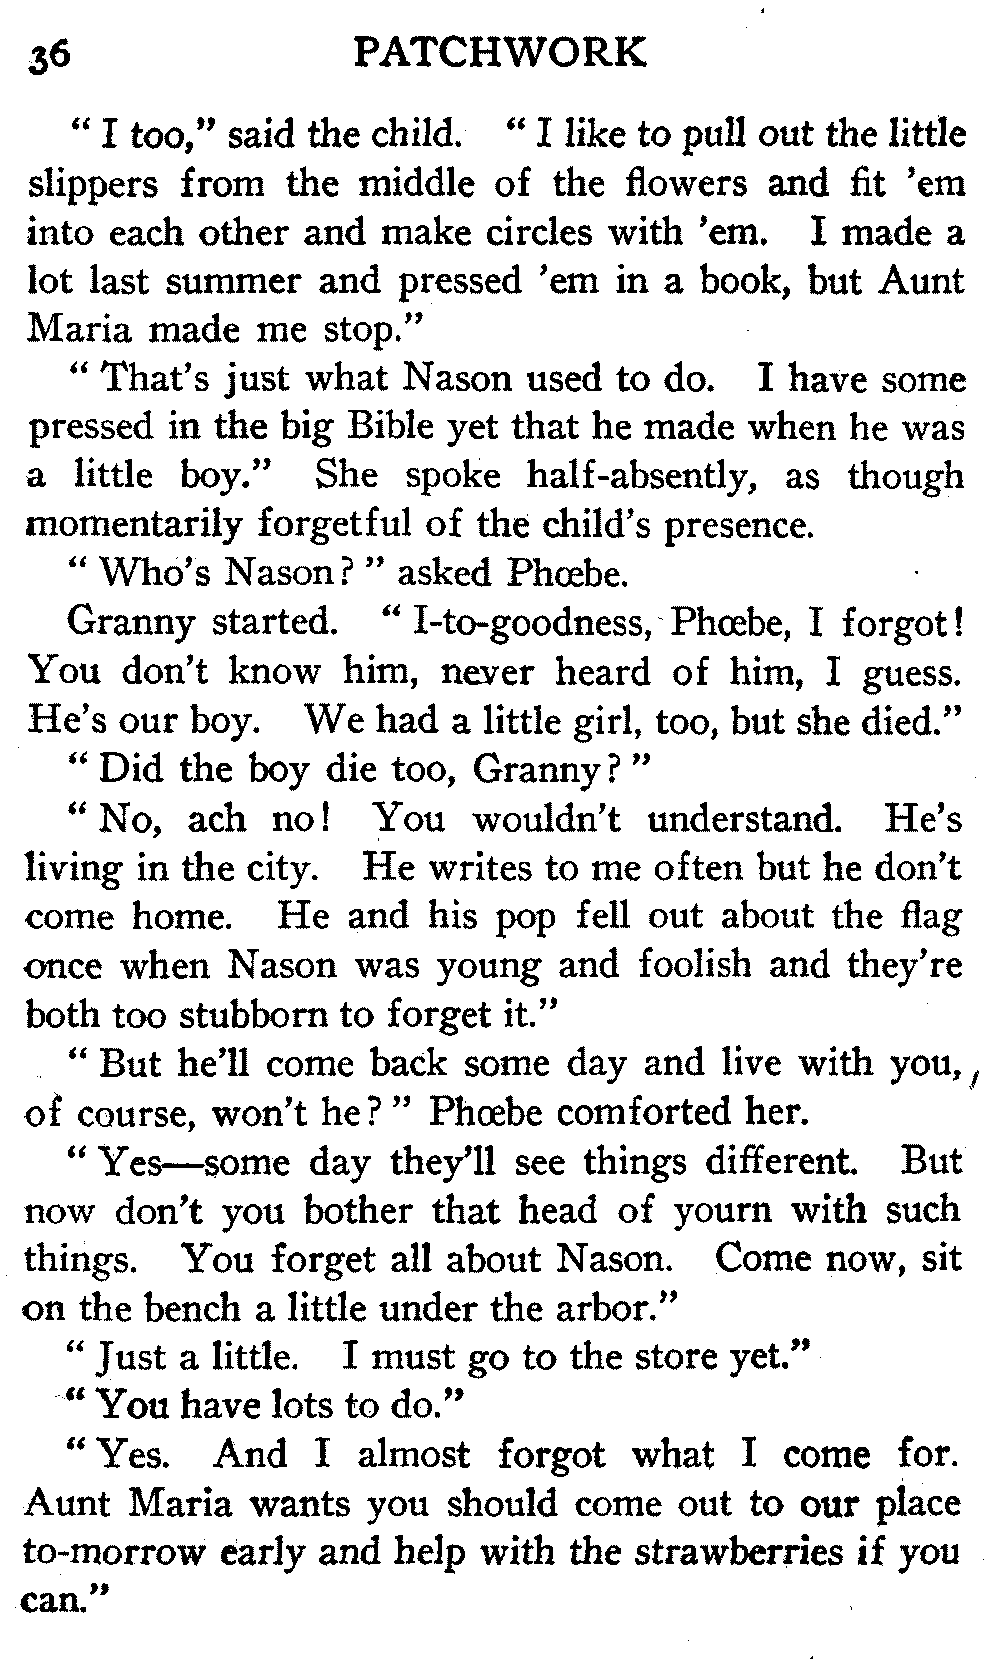 36 PATCHWORK
“ I too,” said the child. “ I like to pull out the little
slippers from the middle of the flowers and fit ’em
into each other and make circles with ’em. I made a
lot last summer and pressed ’em in a book, but Aunt
Maria made me stop.”
“ That’s just what Nason used to do. I have some
pressed in the big Bible yet that he made when he was
a little boy.” She spoke half-absently, as though
momentarily forgetful of the child’s presence.
“ Who’s Nason? ” asked Phœbe.
Granny started. “ I-to-goodness, Phœbe, I forgot!
You don’t know him, never heard of him, I guess.
He’s our boy. We had a little girl, too, but she died.”
“ Did the boy die too, Granny? ”
“ No, ach no! You wouldn’t understand. He’s
living in the city. He writes to me often but he don’t
come home. He and his pop fell out about the flag
once when Nason was young and foolish and they’re
both too stubborn to forget it.”
“ But he’ll come back some day and live with you,
of course, won’t he? ” Phœbe comforted her.
“ Yes—some day they’ll see things different. But
now don’t you bother that head of yourn with such
things. You forget all about Nason. Come now, sit
on the bench a little under the arbor.”
“ Just a little. I must go to the store yet.”
“ You have lots to do.”
“ Yes. And I almost forgot what I come for.
Aunt Maria wants you should come out to our place
to-morrow early and help with the strawberries if you
can.”